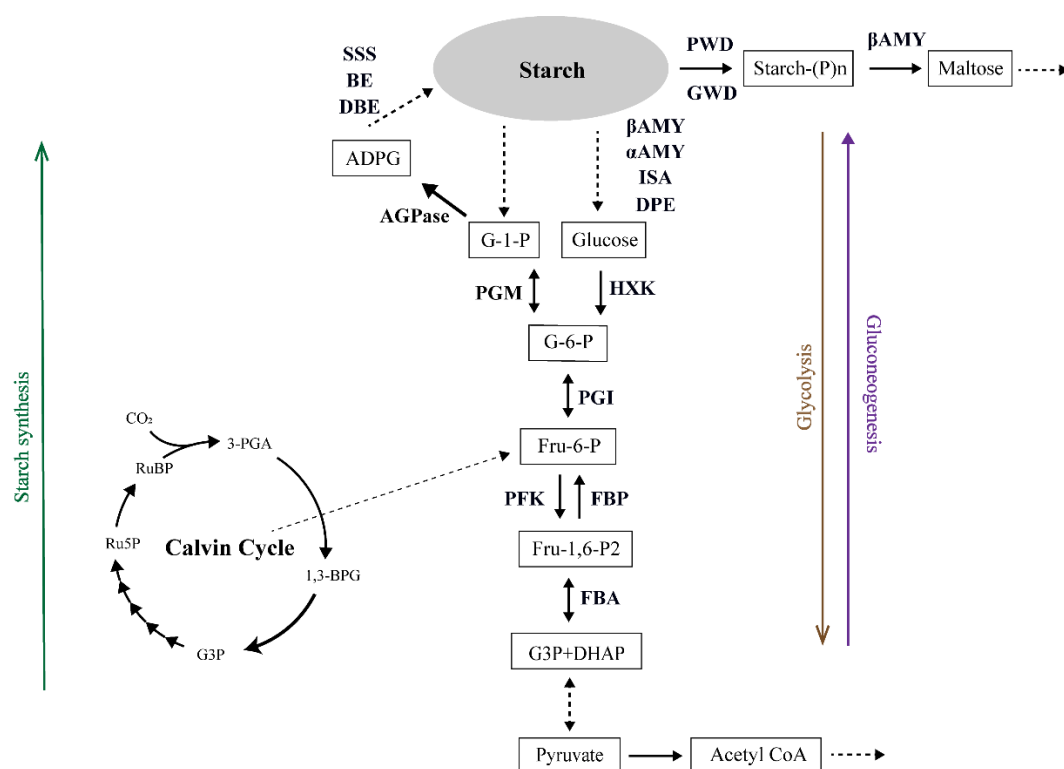 SSS
BE
DBE
Starch
PWD
GWD
Starch-(P)n
βAMY
Maltose
ADPG
βAMY
αAMY
ISA
DPE
AGPase
G-1-P
Glucose
PGM
HXK
G-6-P
PGI
Fru-6-P
PFK
FBP
Fru-1,6-P2
FBA
G3P+DHAP
Pyruvate
Acetyl CoA
CO₂
3-PGA
RuBP
Ru5P
Calvin Cycle
1,3-BPG
G3P
Starch synthesis
Glycolysis
Gluconeogenesis